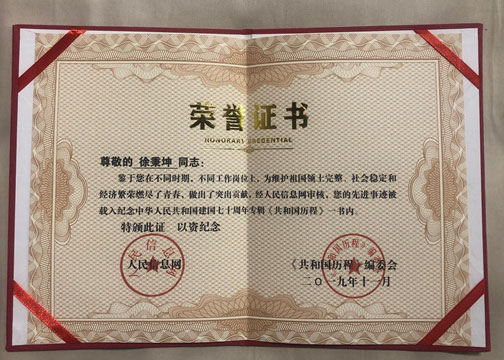 荣誉证书
HONORARY CREDENTIAL
尊敬的 徐秉坤 同志：
鉴于您在不同时期，不同工作岗位上，为维护祖国领土完整、社会稳定和
经济繁荣燃尽了青春，做出了突出贡献，经人民信息网审核，您的先进事迹被
载入纪念中华人民共和国建国七十周年专辑《共和国历程》一书内。
特颁此证 以资纪念
人民信息网 《共和国历程》编委会
二〇一九年十一月